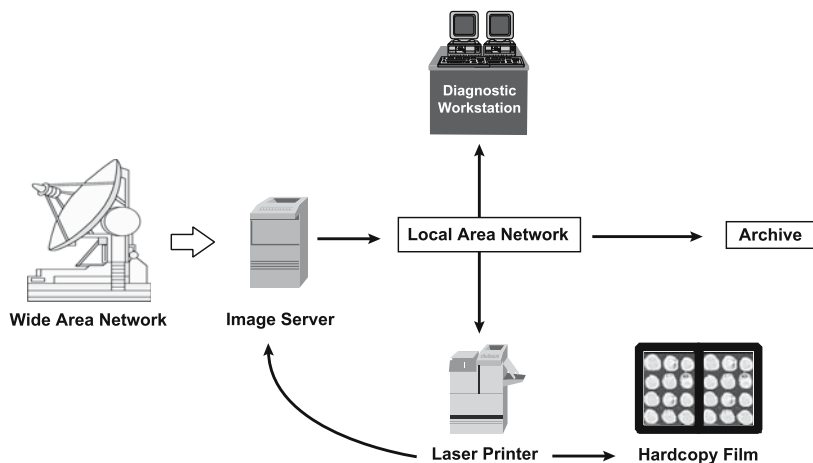 Diagnostic
Workstation
Local Area Network
Archive
Wide Area Network
Image Server
Laser Printer
Hardcopy Film